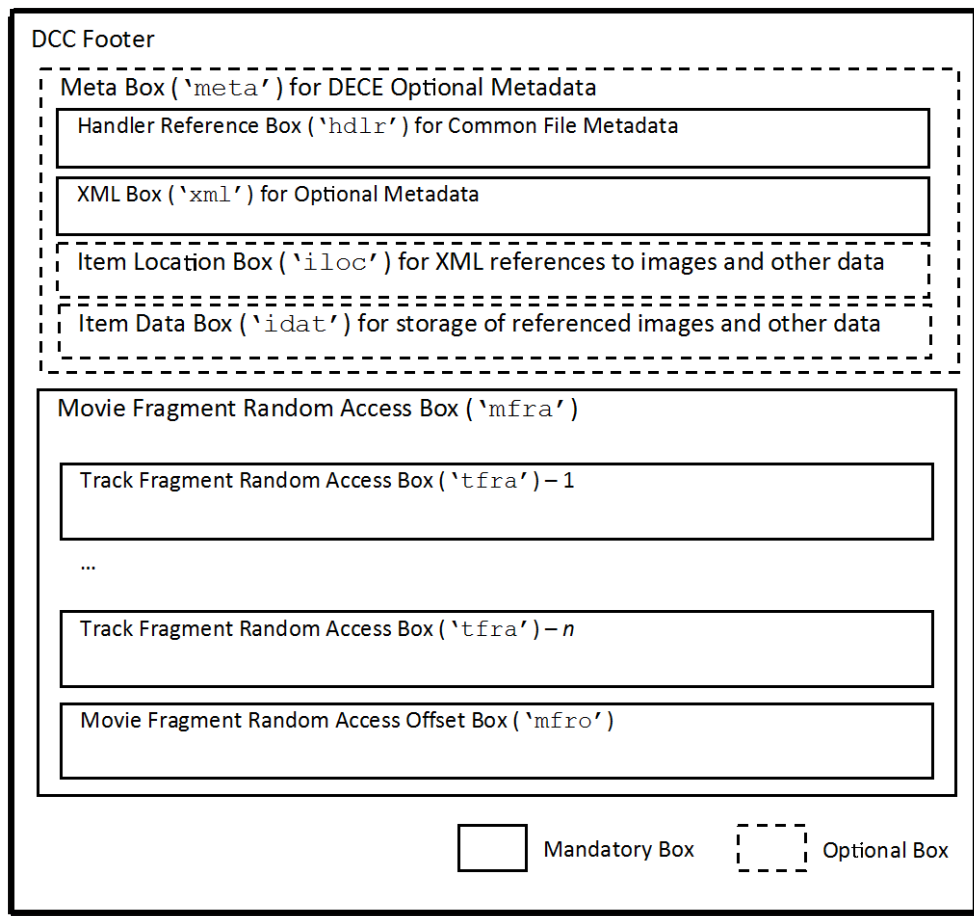 DCC Footer
Meta Box (‘meta’) for DECE Optional Metadata
Handler Reference Box (‘hdlr’) for Common File Metadata
XML Box (‘xml’) for Optional Metadata
Item Location Box (‘iloc’) for XML references to images and other data
Item Data Box (‘idat’) for storage of referenced images and other data
Movie Fragment Random Access Box (‘mfra’)
Track Fragment Random Access Box (‘tfra’) – 1
...
Track Fragment Random Access Box (‘tfra’) – n
Movie Fragment Random Access Offset Box (‘mfro’)
Mandatory Box
Optional Box